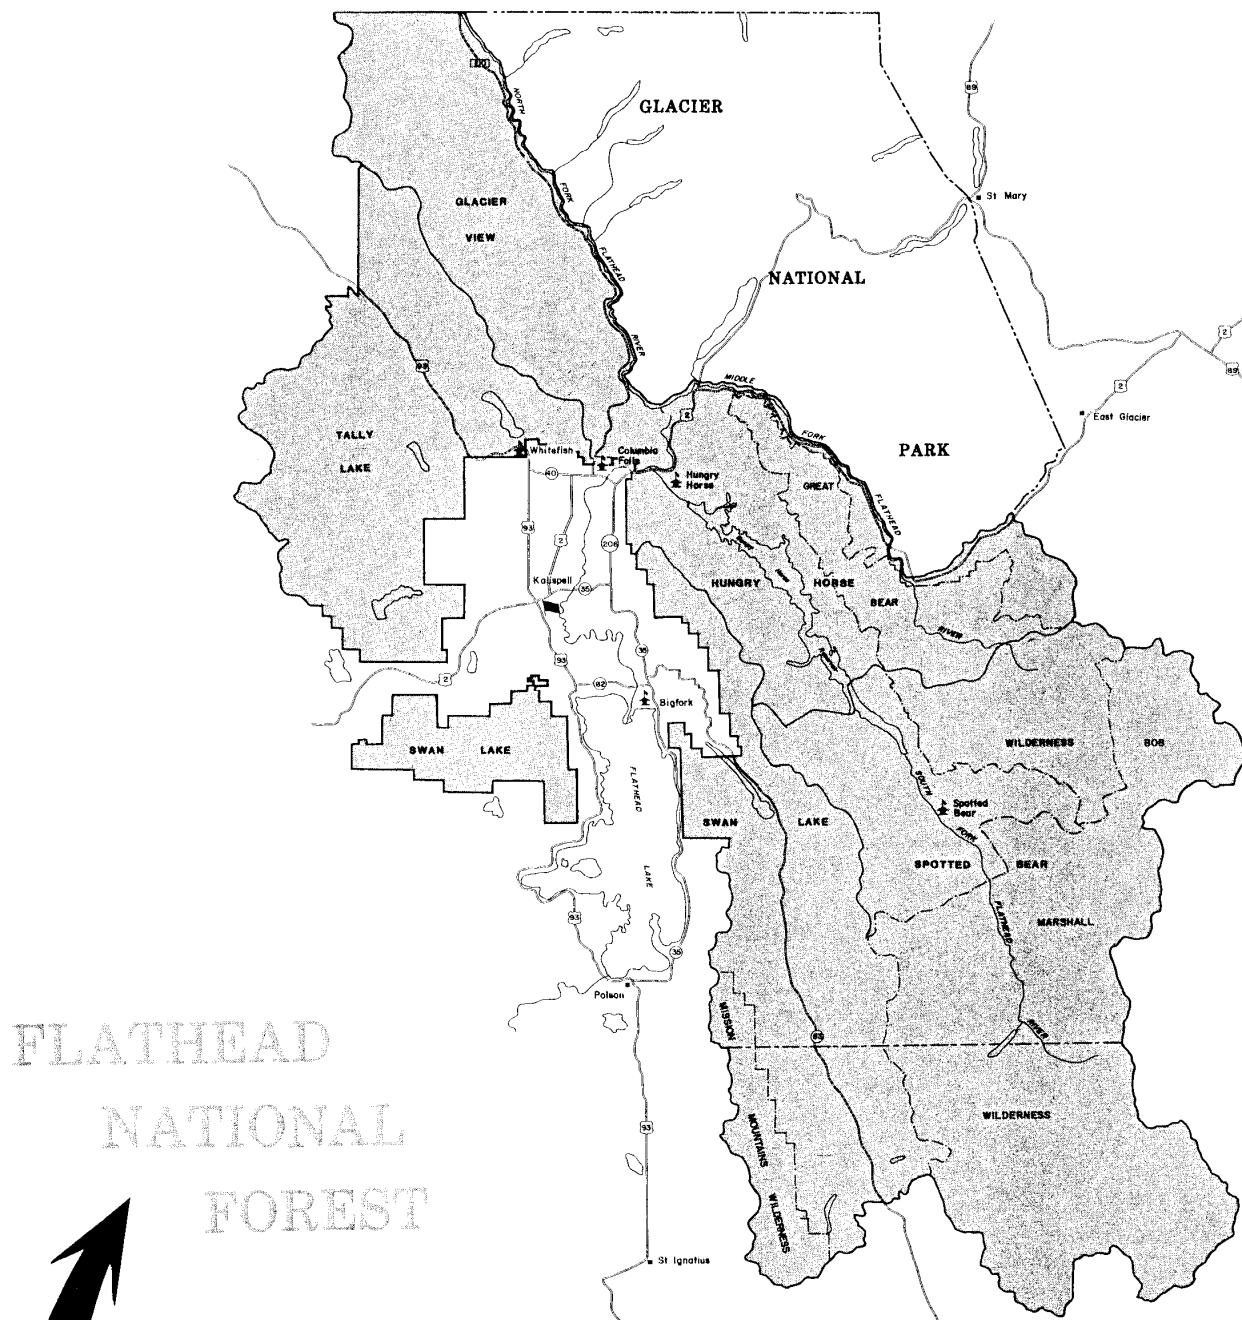 GLACIER
NATIONAL
PARK
NORTH
FORK
FLATHEAD
RIVER
89
St Mary
GLACIER
VIEW
2
89
2
East Glacier
MIDDLE
FORK
FLATHEAD
RIVER
93
2
TALLY
LAKE
Whitefish
Columbia
Falls
Hungry
Horse
40
93
2
206
GREAT
BEAR
WILDERNESS
HUNGRY
HORSE
Kalispell
35
93
2
82
35
Bigfork
SWAN
LAKE
FLATHEAD
LAKE
SWAN
LAKE
SOUTH
FORK
FLATHEAD
RIVER
Spotted
Bear
SPOTTED
BEAR
BOB
MARSHALL
WILDERNESS
93
35
Polson
83
MISSION
MOUNTAINS
WILDERNESS
93
St Ignatius
FLATHEAD
NATIONAL
FOREST